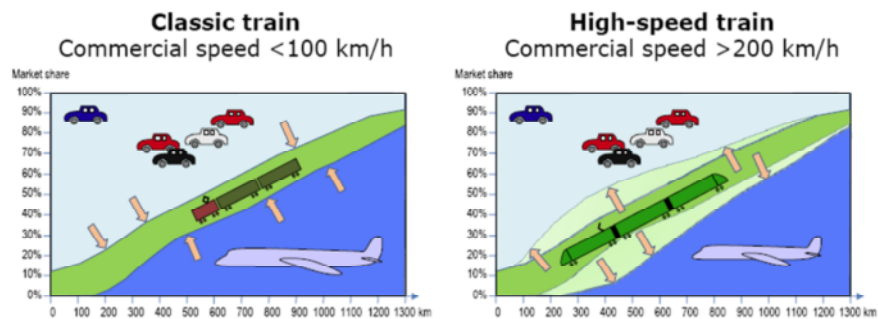 Classic train
Commercial speed <100 km/h
Market share
100%
90%
80%
70%
60%
50%
40%
30%
20%
10%
0%
0 100 200 300 400 500 600 700 800 900 1000 1100 1200 1300 km
High-speed train
Commercial speed >200 km/h
Market share
100%
90%
80%
70%
60%
50%
40%
30%
20%
10%
0%
0 100 200 300 400 500 600 700 800 900 1000 1100 1200 1300 km